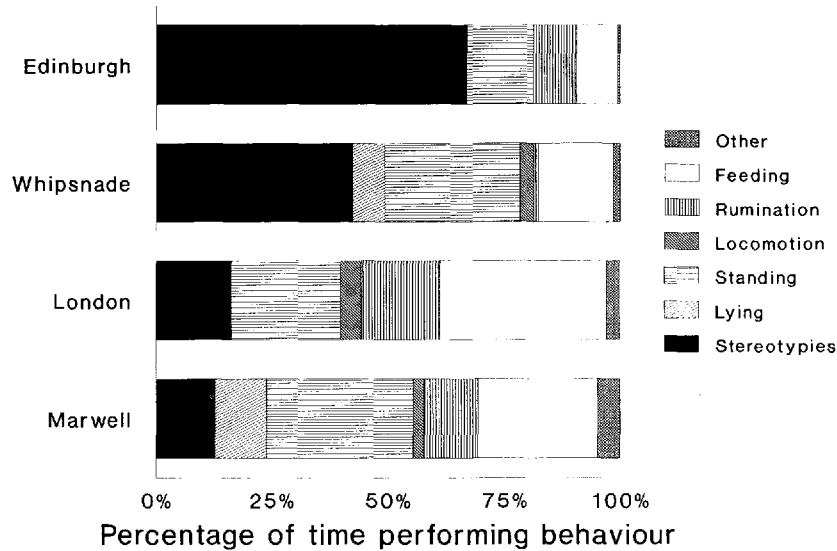 Edinburgh
Whipsnade
London
Marwell
Other
Feeding
Rumination
Locomotion
Standing
Lying
Stereotypies
0% 25% 50% 75% 100%
Percentage of time performing behaviour